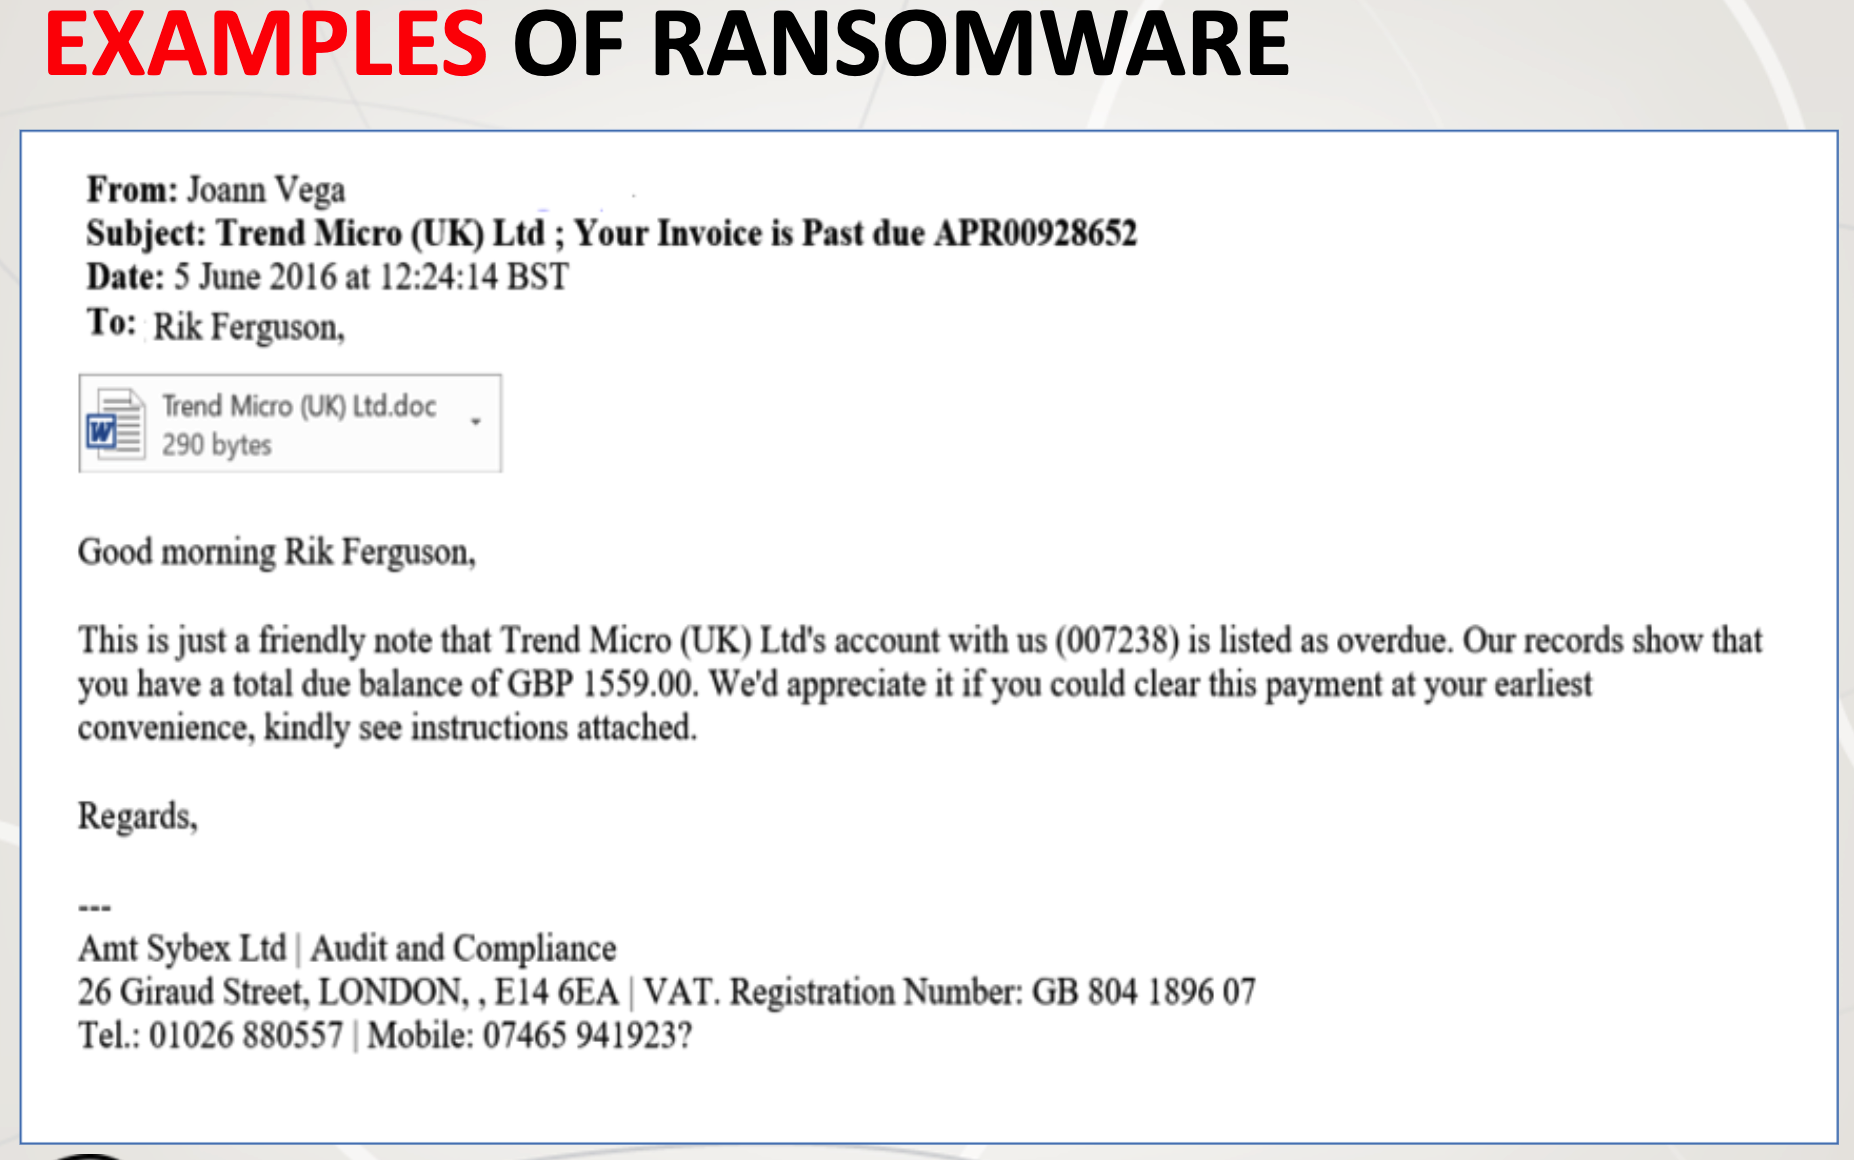 EXAMPLES OF RANSOMWARE
From: Joann Vega
Subject: Trend Micro (UK) Ltd ; Your Invoice is Past due APR00928652
Date: 5 June 2016 at 12:24:14 BST
To: Rik Ferguson,
Trend Micro (UK) Ltd.doc
290 bytes
Good morning Rik Ferguson,
This is just a friendly note that Trend Micro (UK) Ltd's account with us (007238) is listed as overdue. Our records show that
you have a total due balance of GBP 1559.00. We'd appreciate it if you could clear this payment at your earliest
convenience, kindly see instructions attached.
Regards,
---
Amt Sybex Ltd | Audit and Compliance
26 Giraud Street, LONDON, , E14 6EA | VAT. Registration Number: GB 804 1896 07
Tel.: 01026 880557 | Mobile: 07465 941923?